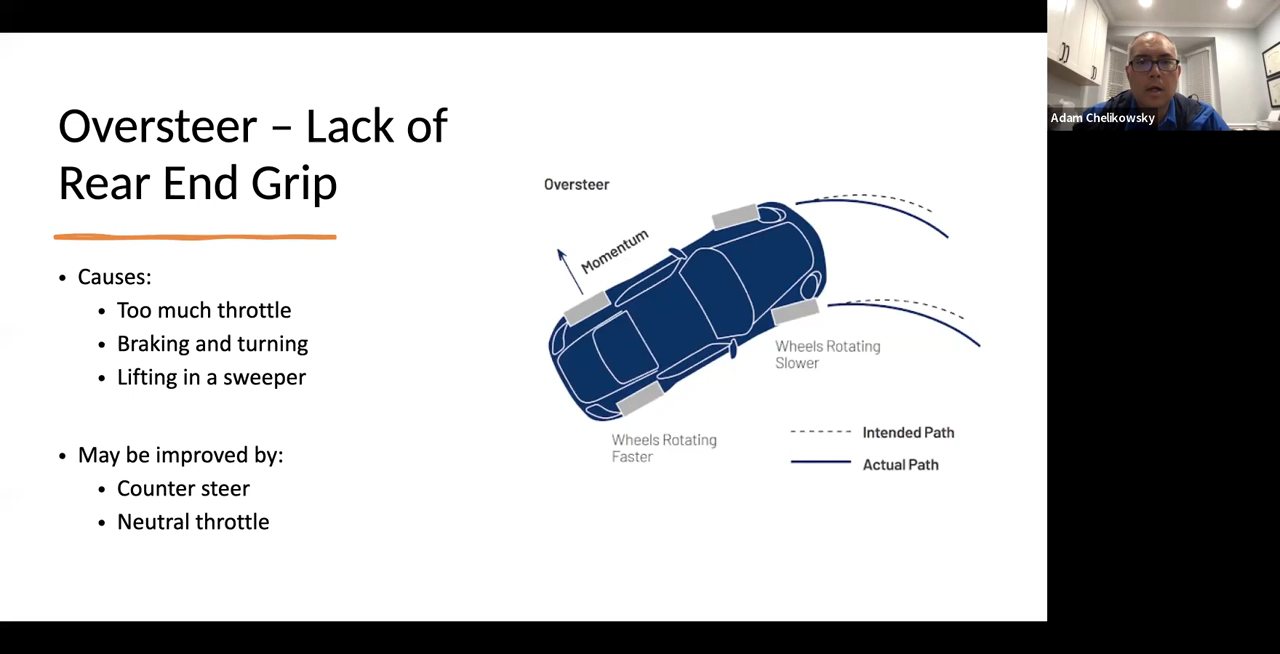 Oversteer – Lack of
Rear End Grip
• Causes:
• Too much throttle
• Braking and turning
• Lifting in a sweeper
• May be improved by:
• Counter steer
• Neutral throttle
Oversteer
Momentum
Wheels Rotating
Slower
Wheels Rotating
Faster
Intended Path
Actual Path
Adam Chelikowsky